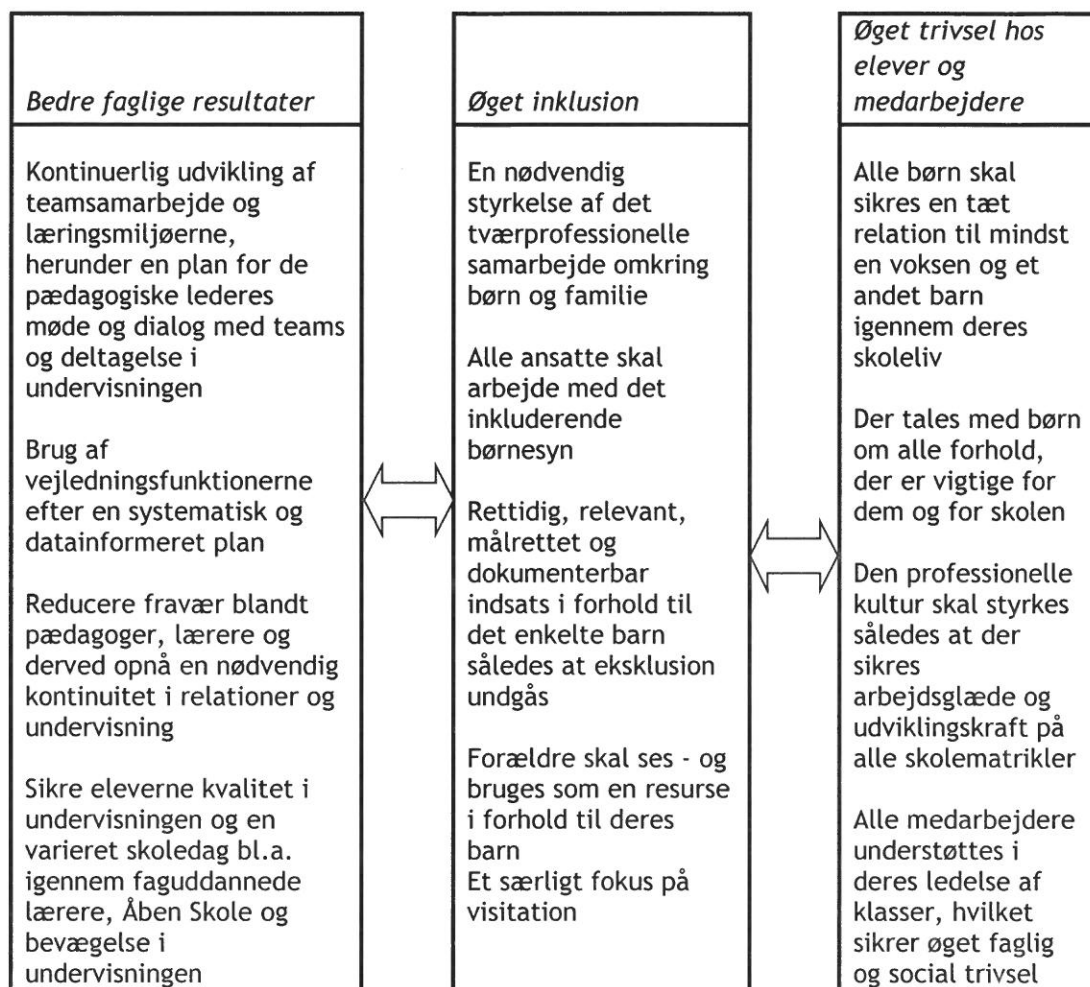 Bedre faglige resultater
Kontinuerlig udvikling af
teamsamarbejde og
læringsmiljøerne,
herunder en plan for de
pædagogiske lederes
møde og dialog med teams
og deltagelse i
undervisningen
Brug af
vejledningsfunktionerne
efter en systematisk og
datainformeret plan
Reducere fravær blandt
pædagoger, lærere og
derved opnå en nødvendig
kontinuitet i relationer og
undervisning
Sikre eleverne kvalitet i
undervisningen og en
varieret skoledag bl.a.
igennem faguddannede
lærere, Åben Skole og
bevægelse i
undervisningen
Øget inklusion
En nødvendig
styrkelse af det
tværprofessionelle
samarbejde omkring
børn og familie
Alle ansatte skal
arbejde med det
inkluderende
børnesyn
Rettidig, relevant,
målrettet og
dokumenterbar
indsats i forhold til
det enkelte barn
således at eksklusion
undgås
Forældre skal ses - og
bruges som en resurse
i forhold til deres
barn
Et særligt fokus på
visitation
Øget trivsel hos
elever og
medarbejdere
Alle børn skal
sikres en tæt
relation til mindst
en voksen og et
andet barn
igennem deres
skoleliv
Der tales med børn
om alle forhold,
der er vigtige for
dem og for skolen
Den professionelle
kultur skal styrkes
således at der
sikres
arbejdsglæde og
udviklingskraft på
alle skolematrikler
Alle medarbejdere
understøttes i
deres ledelse af
klasser, hvilket
sikrer øget faglig
og social trivsel